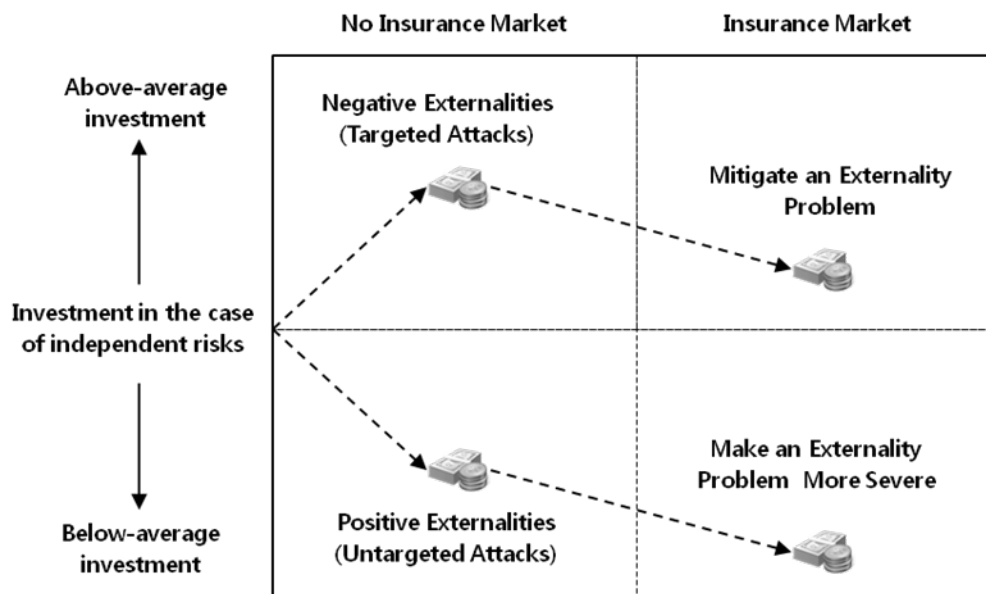 No Insurance Market
Insurance Market
Above-average
investment
Negative Externalities
(Targeted Attacks)
Mitigate an Externality
Problem
Investment in the case
of independent risks
Make an Externality
Problem  More Severe
Positive Externalities
(Untargeted Attacks)
Below-average
investment